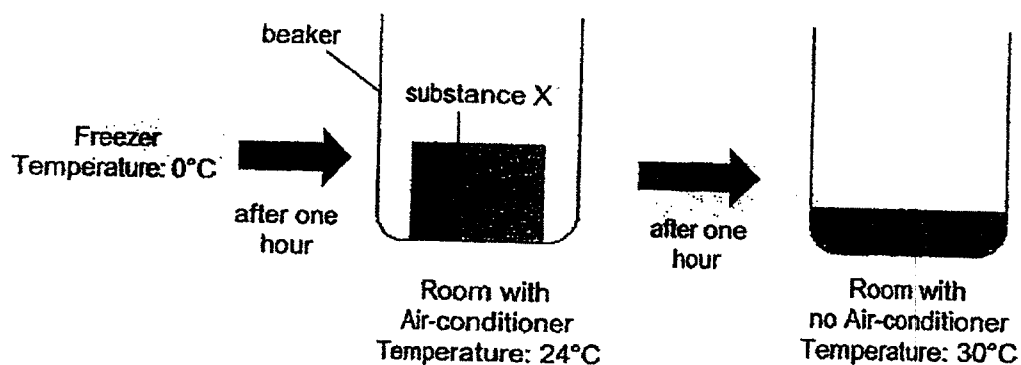 beaker
substance X
Freezer
Temperature: 0°C
after one
hour
Room with
Air-conditioner
Temperature: 24°C
after one
hour
Room with
no Air-conditioner
Temperature: 30°C